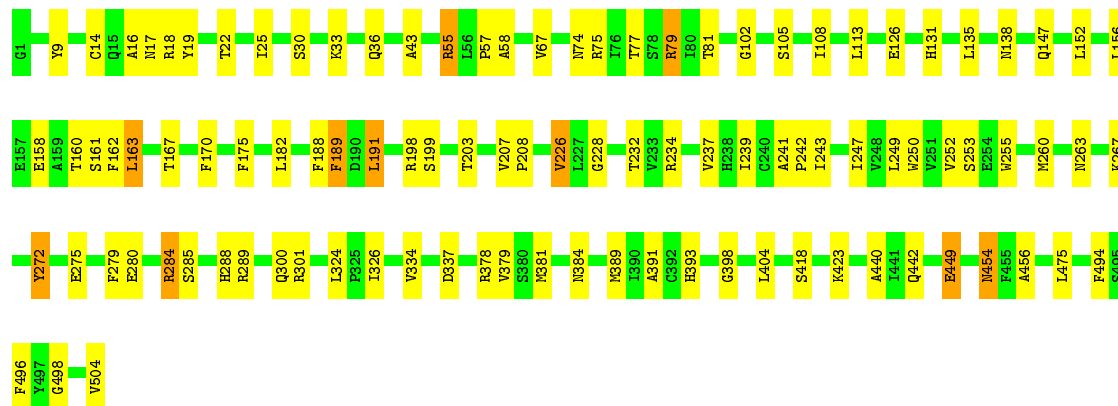 G1 Y9 C14 Q15 A16 N17 R18 Y19 T22 I25 S30 K33 Q36 A43 R55 L56 P57 A58 V67 N74 R75 I76 T77 S78 R79 I80 T81 G102 S105 I108 L113 E126 H131 L135 N138 Q147 L152
E157 E158 A159 T160 S161 F162 L163 T167 F170 F175 L182 F188 F189 D190 L191 R198 S199 T203 V207 P208 V226 L227 G228 T232 V233 R234 V237 H238 I239 C240 A241 P242 I243 I247 V248 L249 W250 V251 V252 S253 E254 W255 M260 N263
Y272 E275 F279 E280 R284 S285 H288 R289 Q300 R301 L324 P325 I326 V334 D337 R378 V379 S380 M381 N384 M389 I390 A391 C392 H393 G398 L404 S418 K423 A440 I441 Q442 E449 N454 F455 A456 L475 F494
F496 Y497 G498 V504